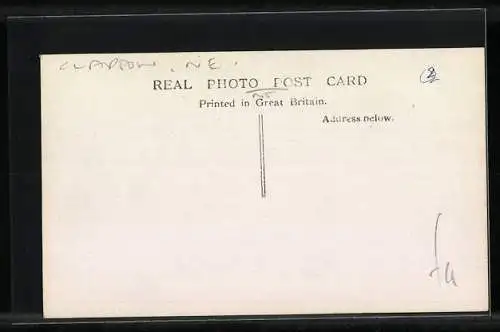 CLAPTON. NE.
REAL PHOTO POST CARD
Printed in Great Britain.
Address below.